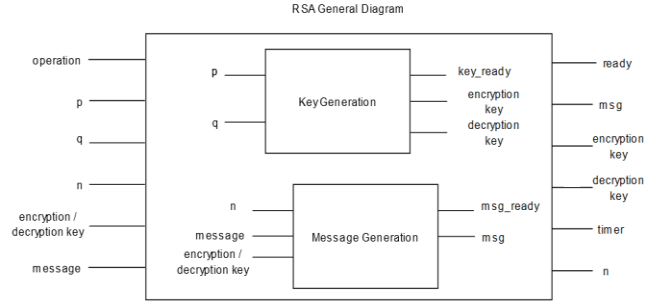 RSA General Diagram
operation
p
q
n
encryption /
decryption key
message
p
q
Key Generation
key_ready
encryption
key
decryption
key
n
message
encryption /
decryption key
Message Generation
msg_ready
msg
ready
msg
encryption
key
decryption
key
timer
n